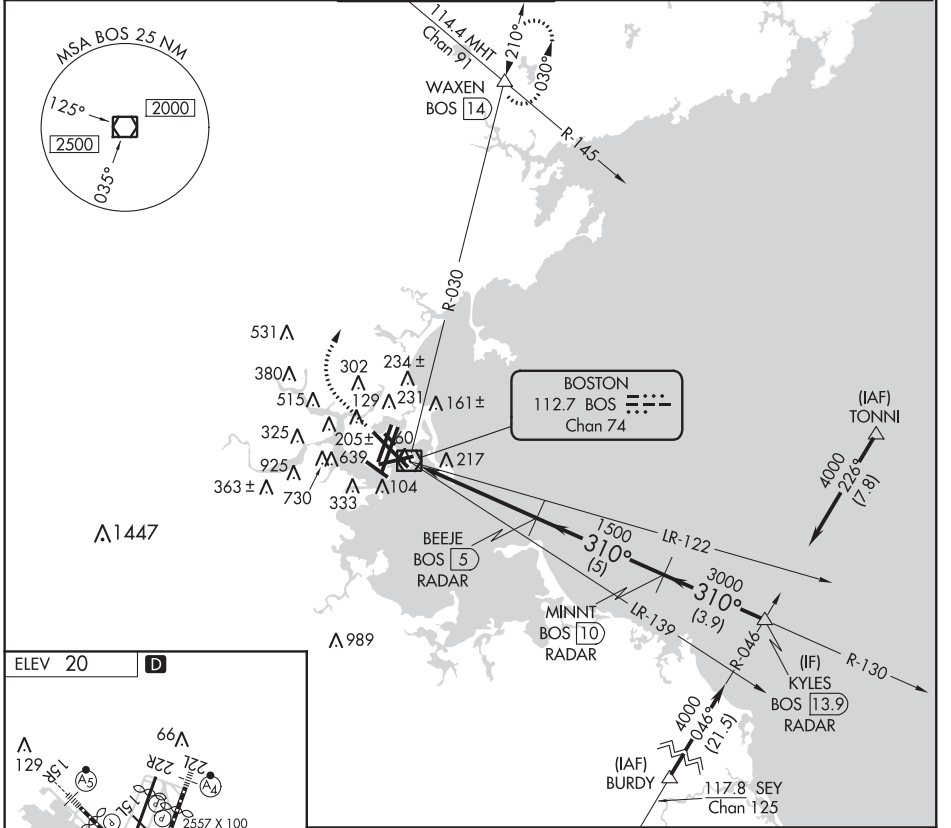 MSA BOS 25 NM
125°
2000
2500
035°
114.4 MHT
Chan 91
210°
030°
WAXEN
BOS 14
R-145
R-030
531
380
302
234 ±
515
129
231
161 ±
325
205 ±
60
639
217
925
363 ±
730
333
104
1447
989
BOSTON
112.7 BOS
Chan 74
(IAF)
TONNI
4000
226°
(7.8)
BEEJE
BOS 5
RADAR
1500
310°
(5)
LR-122
3000
310°
(3.9)
MINNT
BOS 10
RADAR
LR-139
R-046
R-130
(IF)
KYLES
BOS 13.9
RADAR
4000
046°
(21.5)
(IAF)
BURDY
117.8 SEY
Chan 125
ELEV 20
D
129
15R
A5
66
22R
22L
A4
15L
P
P
P
2557 X 100